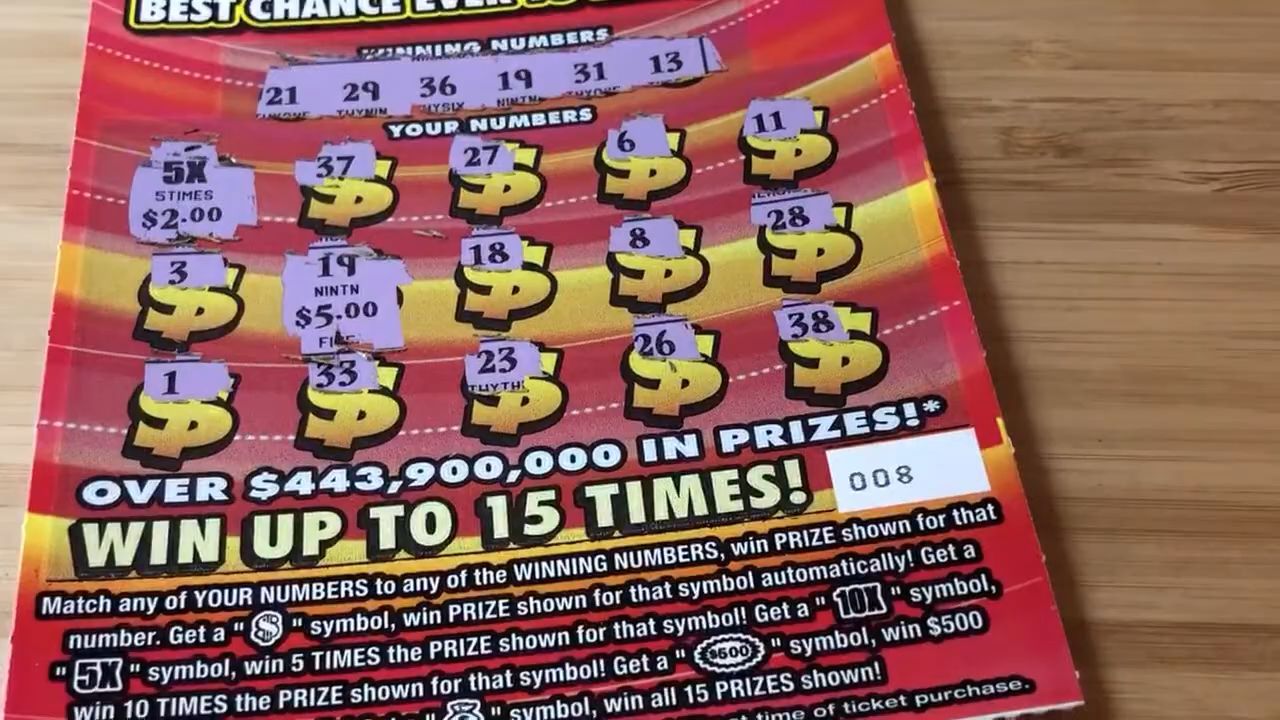 BEST CHANCE EVER
WINNING NUMBERS
21 29 36 19 31 13
NINTN
YOUR NUMBERS
5X 37 27 6 11
5TIMES
$2.00
3 19 18 8 28
NINTN
$5.00
1 33 23 26 38
OVER $443,900,000 IN PRIZES!*
WIN UP TO 15 TIMES! 008
Match any of YOUR NUMBERS to any of the WINNING NUMBERS, win PRIZE shown for that
number. Get a "$" symbol, win PRIZE shown for that symbol automatically! Get a
"5X" symbol, win 5 TIMES the PRIZE shown for that symbol! Get a "10X" symbol,
win 10 TIMES the PRIZE shown for that symbol! Get a "$500" symbol, win $500
" symbol, win all 15 PRIZES shown!
time of ticket purchase.